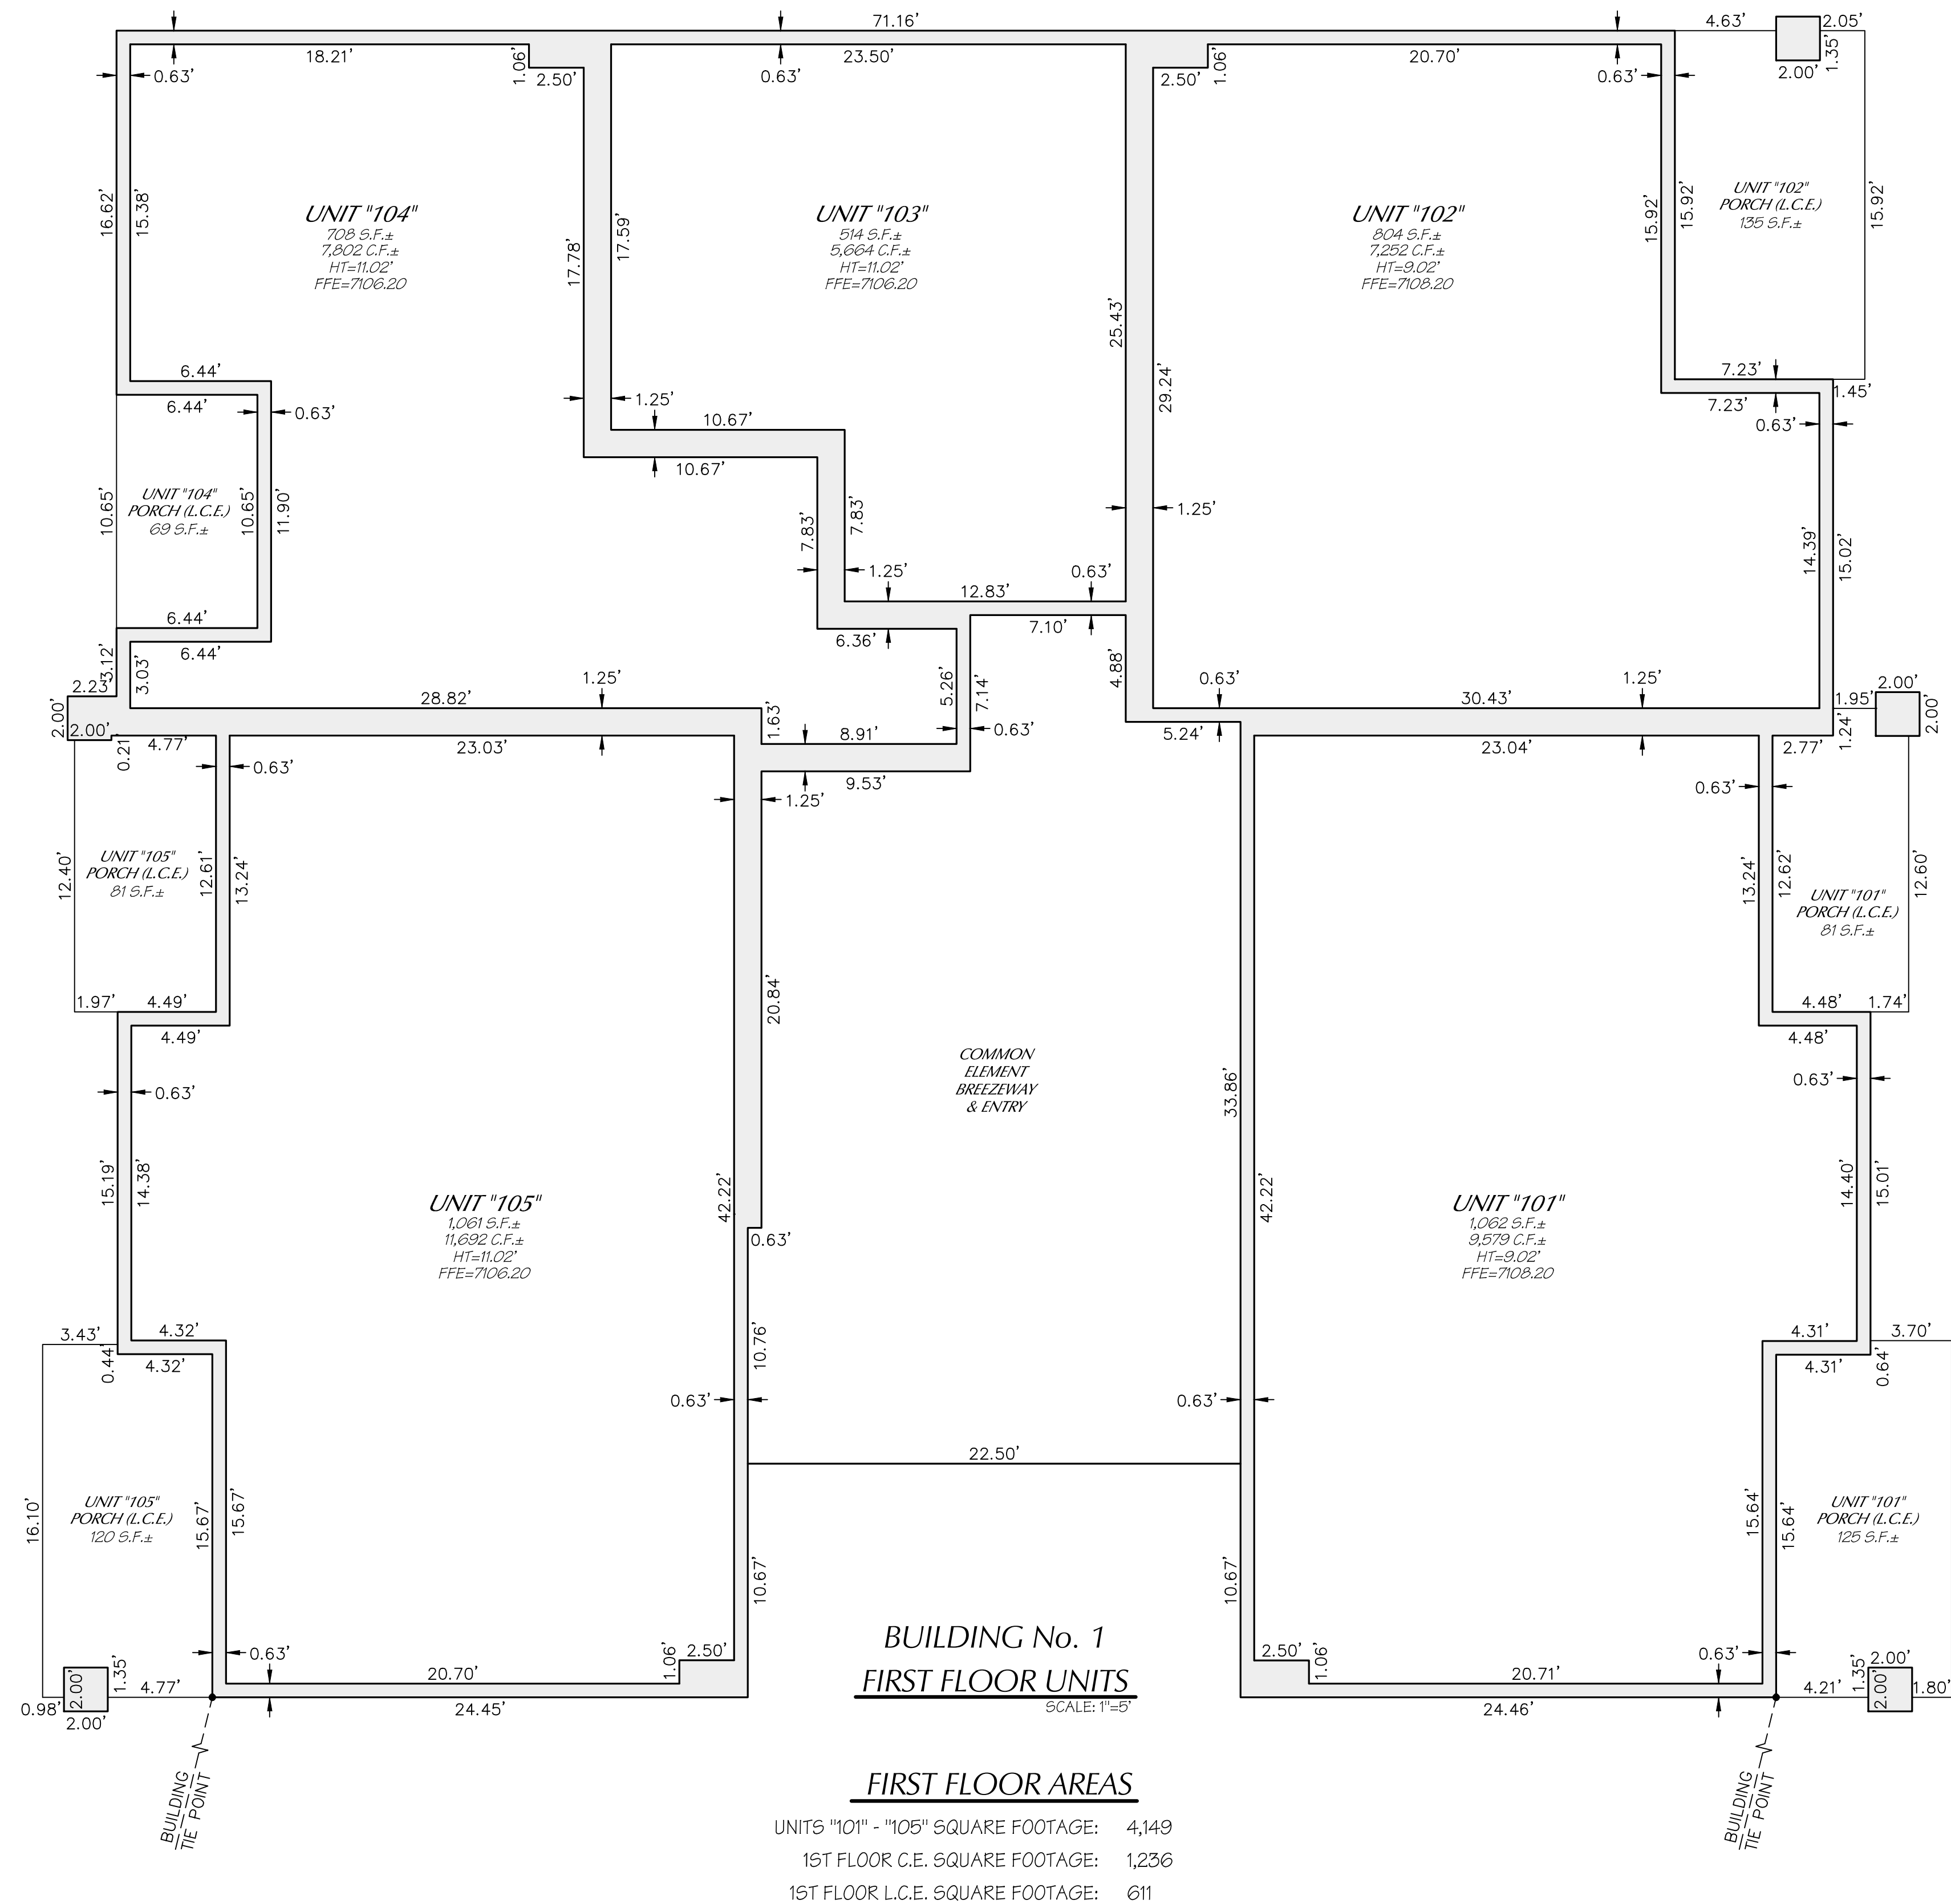 71.16'
4.63'
2.05'
18.21'
1.06'
2.50'
23.50'
0.63'
2.50'
1.06'
20.70'
0.63'
2.00'
1.35'
0.63'
16.62'
15.38'
UNIT "104"
708 S.F.±
7,802 C.F.±
HT=11.02'
FFE=7106.20
17.78'
17.59'
UNIT "103"
514 S.F.±
5,664 C.F.±
HT=11.02'
FFE=7106.20
25.43'
29.24'
UNIT "102"
804 S.F.±
7,252 C.F.±
HT=9.02'
FFE=7108.20
15.92'
15.92'
UNIT "102"
PORCH (L.C.E.)
135 S.F.±
15.92'
6.44'
6.44'
0.63'
1.25'
10.67'
10.67'
7.23'
7.23'
1.45'
0.63'
10.65'
UNIT "104"
PORCH (L.C.E.)
69 S.F.±
10.65'
11.90'
7.83'
7.83'
1.25'
1.25'
14.39'
15.02'
12.83'
0.63'
6.44'
6.44'
6.36'
7.10'
3.12'
3.03'
5.26'
7.14'
4.88'
2.23'
2.00'
2.00'
28.82'
1.25'
1.63'
0.63'
30.43'
1.25'
1.95'
2.00'
2.00'
1.24'
0.21'
4.77'
23.03'
8.91'
0.63'
5.24'
23.04'
2.77'
0.63'
9.53'
1.25'
0.63'
12.40'
UNIT "105"
PORCH (L.C.E.)
81 S.F.±
12.61'
13.24'
13.24'
12.62'
UNIT "101"
PORCH (L.C.E.)
81 S.F.±
12.60'
1.97'
4.49'
4.49'
20.84'
4.48'
1.74'
4.48'
COMMON
ELEMENT
BREEZEWAY
& ENTRY
0.63'
33.86'
0.63'
15.19'
14.38'
UNIT "105"
1,061 S.F.±
11,692 C.F.±
HT=11.02'
FFE=7106.20
42.22'
0.63'
42.22'
UNIT "101"
1,062 S.F.±
9,579 C.F.±
HT=9.02'
FFE=7108.20
14.40'
15.01'
3.43'
0.44'
4.32'
4.32'
10.76'
4.31'
4.31'
0.64'
3.70'
0.63'
0.63'
22.50'
16.10'
UNIT "105"
PORCH (L.C.E.)
120 S.F.±
15.67'
15.67'
10.67'
10.67'
15.64'
15.64'
UNIT "101"
PORCH (L.C.E.)
125 S.F.±
0.63'
20.70'
1.06'
2.50'
2.50'
1.06'
20.71'
0.63'
2.00'
1.35'
4.77'
0.98'
2.00'
24.45'
24.46'
4.21'
1.35'
2.00'
2.00'
1.80'
BUILDING No. 1
FIRST FLOOR UNITS
SCALE: 1"=5'
BUILDING
TIE POINT
BUILDING
TIE POINT
FIRST FLOOR AREAS
UNITS "101" - "105" SQUARE FOOTAGE: 4,149
1ST FLOOR C.E. SQUARE FOOTAGE: 1,236
1ST FLOOR L.C.E. SQUARE FOOTAGE: 611